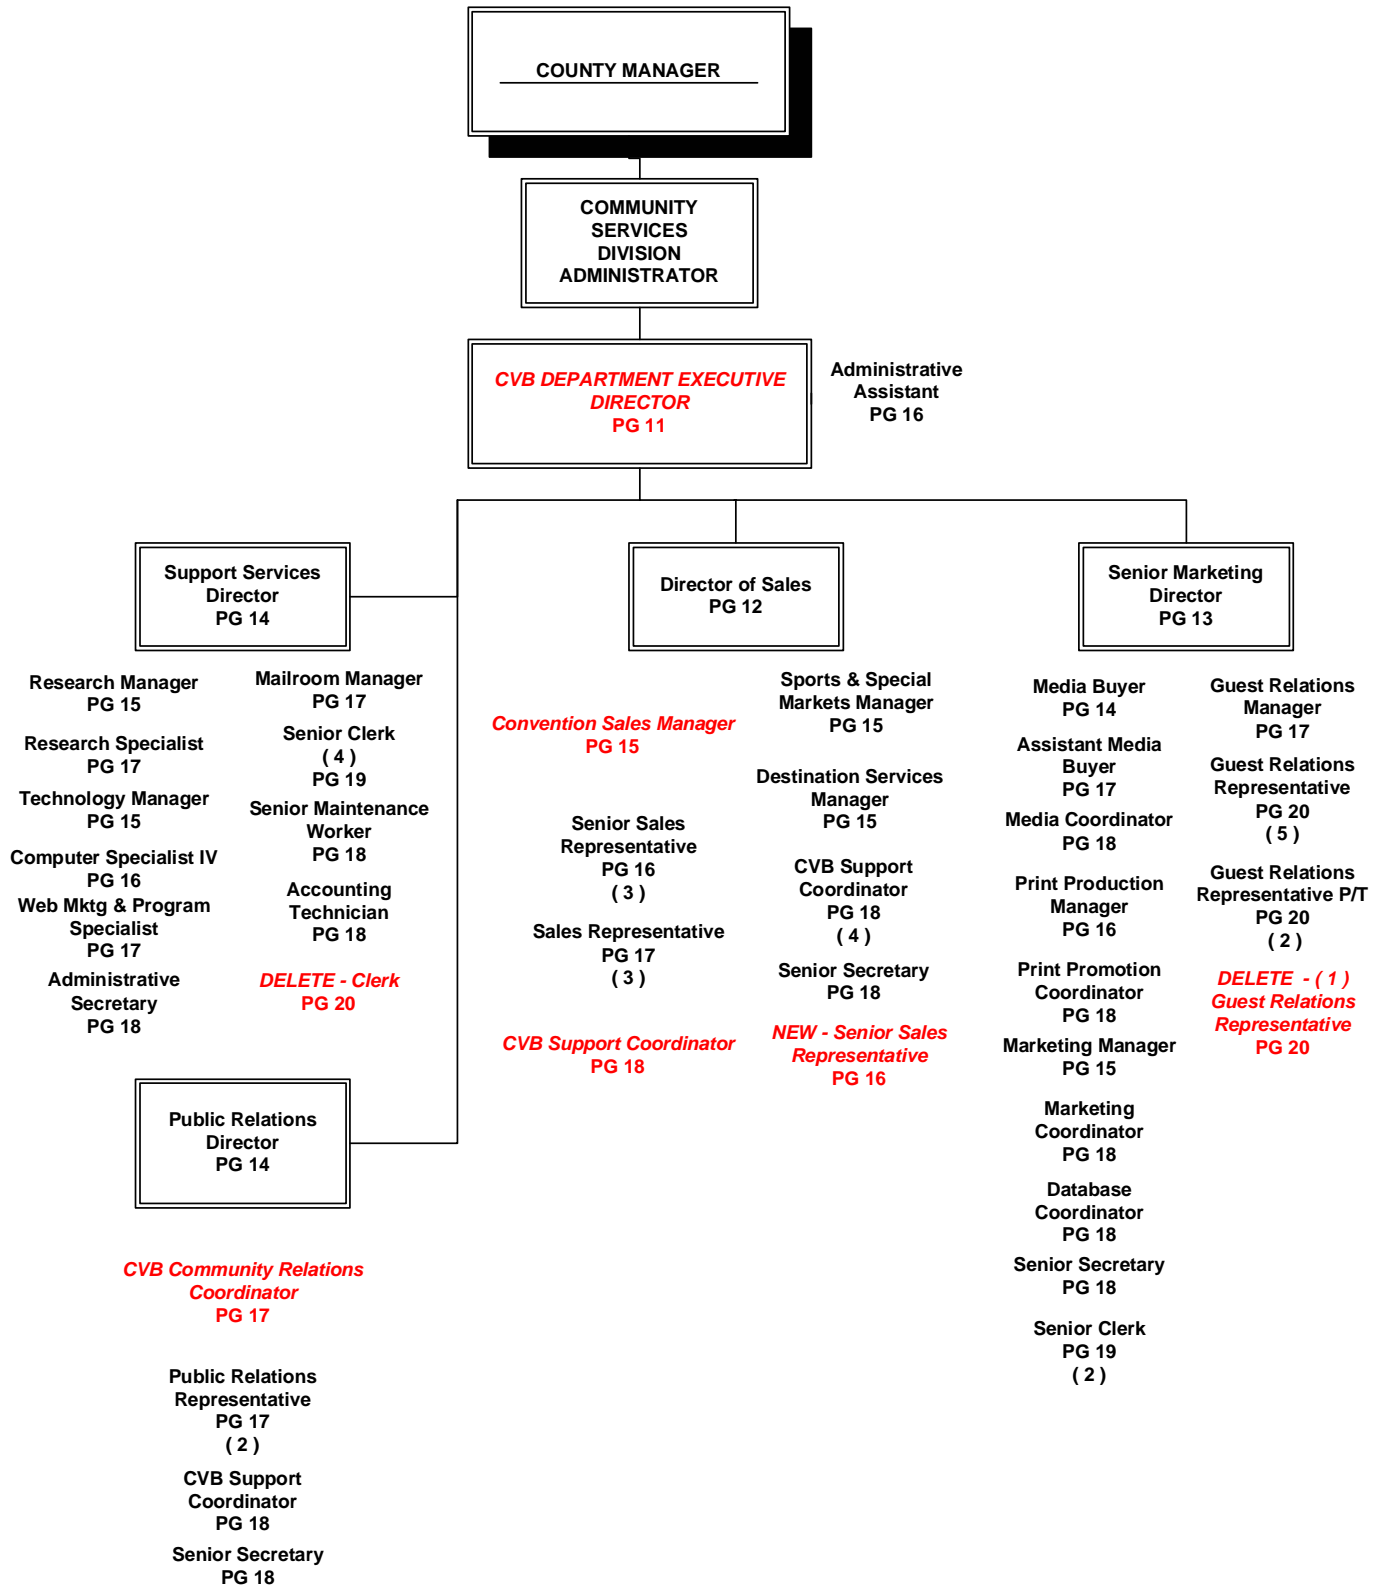 COUNTY MANAGER
COMMUNITY
SERVICES
DIVISION
ADMINISTRATOR
CVB DEPARTMENT EXECUTIVE
DIRECTOR
PG 11
Administrative
Assistant
PG 16
Support Services
Director
PG 14
Research Manager
PG 15
Research Specialist
PG 17
Technology Manager
PG 15
Computer Specialist IV
PG 16
Web Mktg & Program
Specialist
PG 17
Administrative
Secretary
PG 18
Mailroom Manager
PG 17
Senior Clerk
( 4 )
PG 19
Senior Maintenance
Worker
PG 18
Accounting
Technician
PG 18
DELETE - Clerk
PG 20
Public Relations
Director
PG 14
CVB Community Relations
Coordinator
PG 17
Public Relations
Representative
PG 17
( 2 )
CVB Support
Coordinator
PG 18
Senior Secretary
PG 18
Director of Sales
PG 12
Convention Sales Manager
PG 15
Senior Sales
Representative
PG 16
( 3 )
Sales Representative
PG 17
( 3 )
CVB Support Coordinator
PG 18
Sports & Special
Markets Manager
PG 15
Destination Services
Manager
PG 15
CVB Support
Coordinator
PG 18
( 4 )
Senior Secretary
PG 18
NEW - Senior Sales
Representative
PG 16
Senior Marketing
Director
PG 13
Media Buyer
PG 14
Assistant Media
Buyer
PG 17
Media Coordinator
PG 18
Print Production
Manager
PG 16
Print Promotion
Coordinator
PG 18
Marketing Manager
PG 15
Marketing
Coordinator
PG 18
Database
Coordinator
PG 18
Senior Secretary
PG 18
Senior Clerk
PG 19
( 2 )
Guest Relations
Manager
PG 17
Guest Relations
Representative
PG 20
( 5 )
Guest Relations
Representative P/T
PG 20
( 2 )
DELETE - ( 1 )
Guest Relations
Representative
PG 20